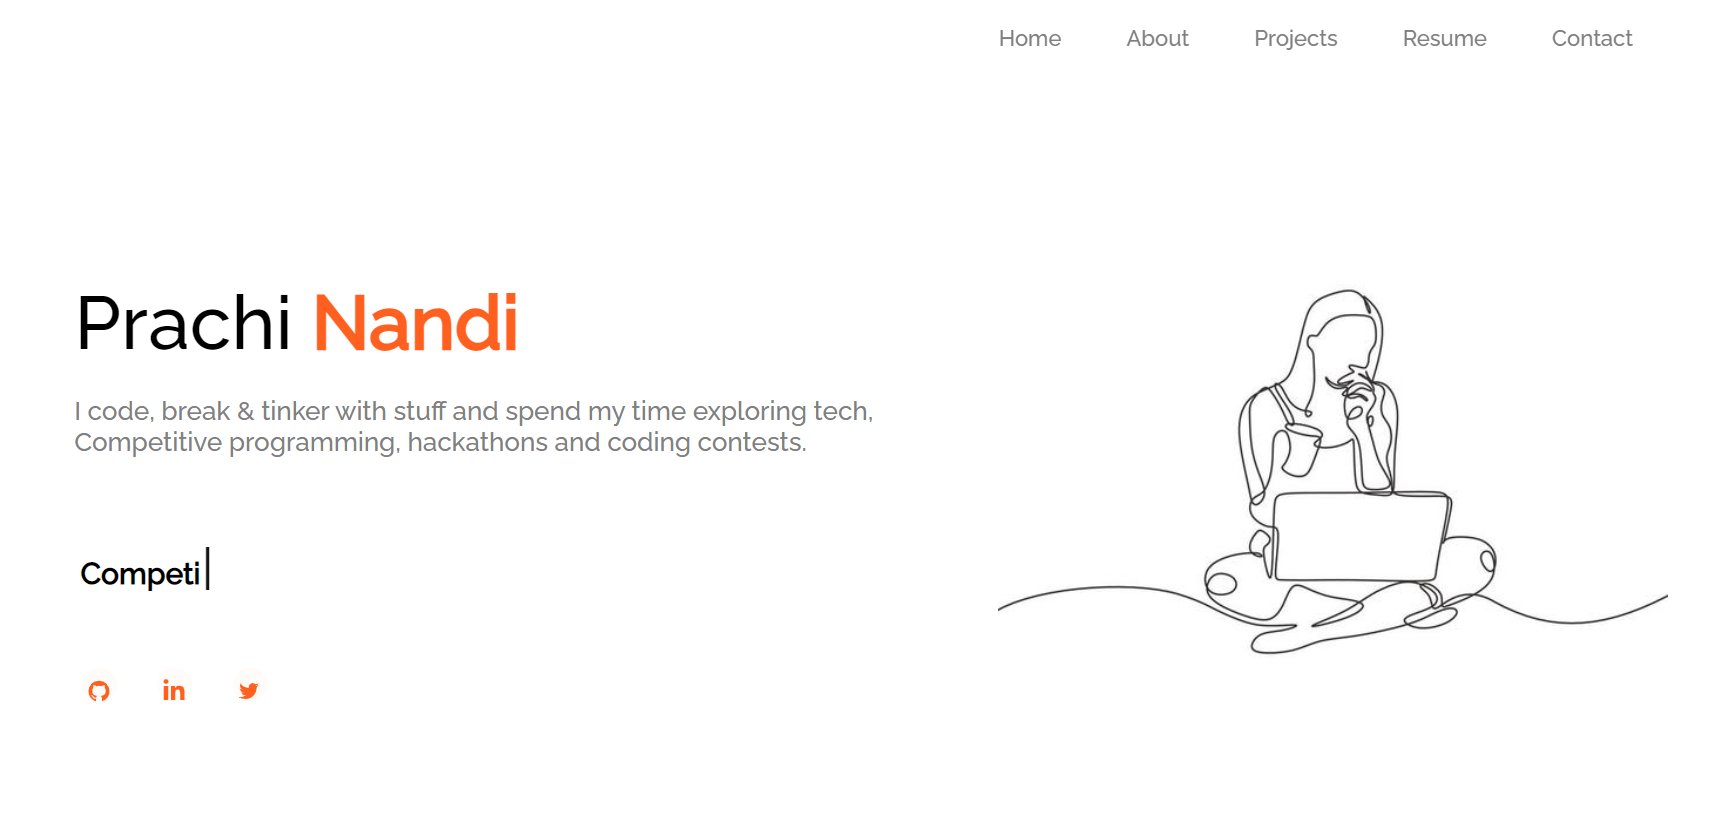 Home About Projects Resume Contact
Prachi Nandi
I code, break & tinker with stuff and spend my time exploring tech,
Competitive programming, hackathons and coding contests.
Competi